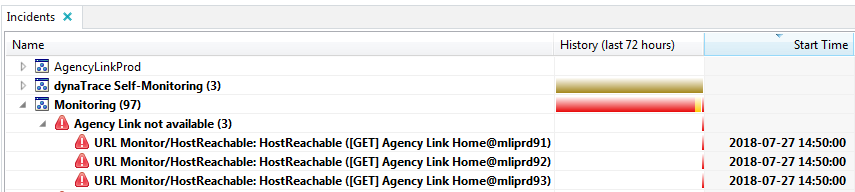 Incidents
Name History (last 72 hours) Start Time
AgencyLinkProd
dynaTrace Self-Monitoring (3)
Monitoring (97)
Agency Link not available (3)
URL Monitor/HostReachable: HostReachable ([GET] Agency Link Home@mliprd91) 2018-07-27 14:50:00
URL Monitor/HostReachable: HostReachable ([GET] Agency Link Home@mliprd92) 2018-07-27 14:50:00
URL Monitor/HostReachable: HostReachable ([GET] Agency Link Home@mliprd93) 2018-07-27 14:50:00